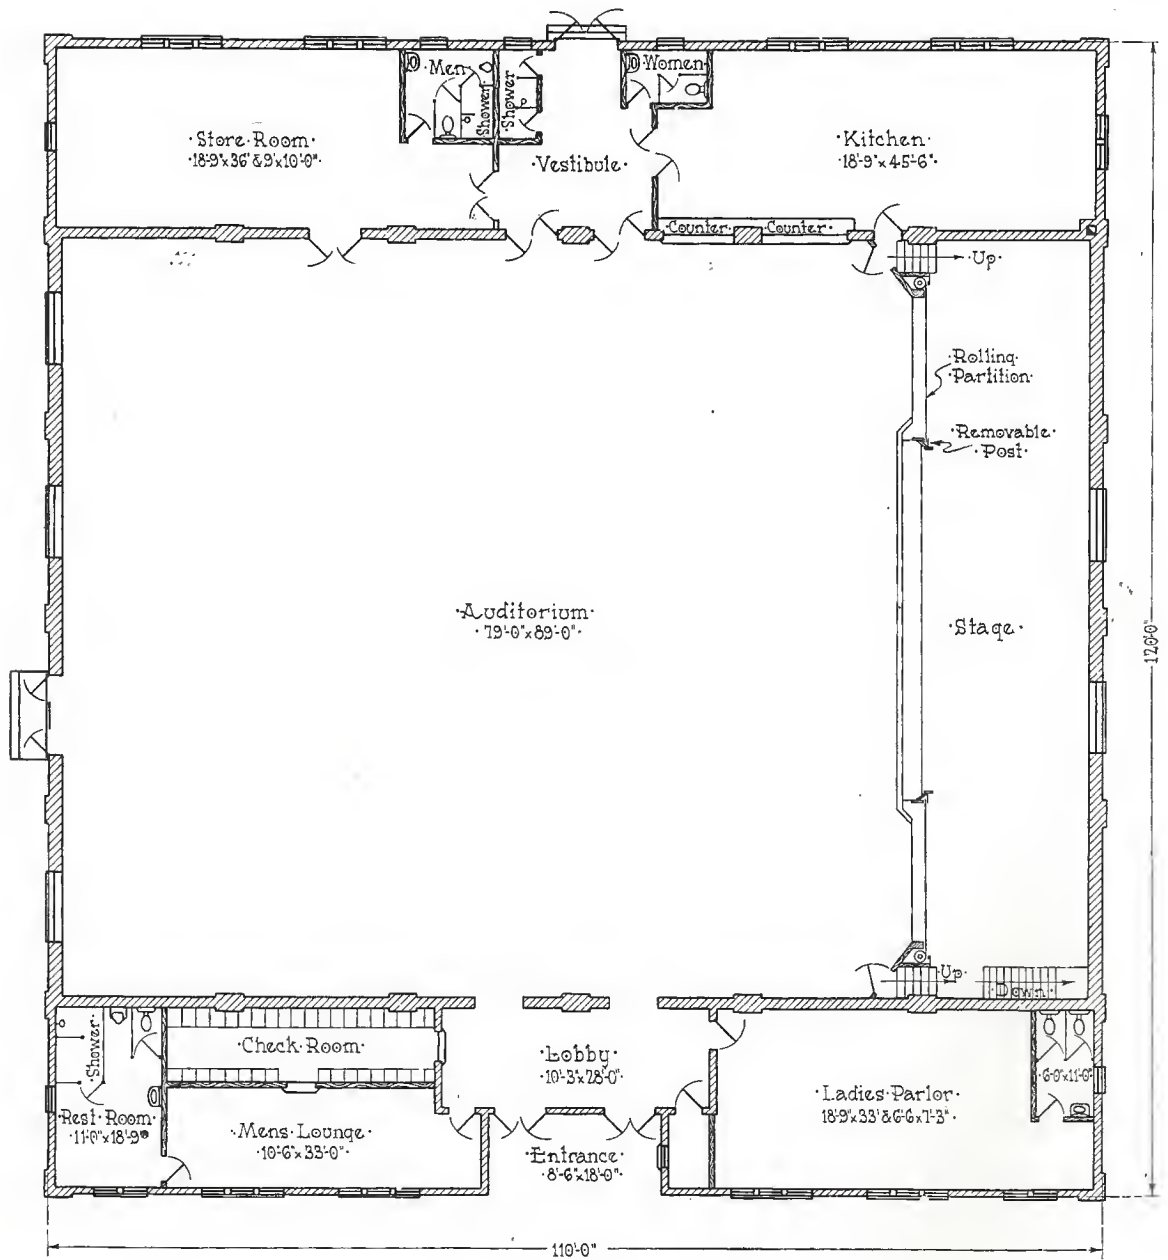 ·Men·
·Women·
Shower
Shower
·Store·Room·
·18'-9"x36' & 9'x10'-0"·
·Vestibule·
·Kitchen·
·18'-9"x45'-6"·
·Counter·
·Counter·
·Up·
·Rolling·
·Partition·
·Removable·
·Post·
·Auditorium·
·79'-0"x89'-0"·
·Stage·
120'-0"
·Up·
·Down·
·Shower·
·Check·Room·
·Lobby·
·10'-3"x28'-0"·
·Ladies·Parlor·
·18'-9"x33' & 6'-6"x7'-3"·
·6'-0"x11'-0"·
·Rest·Room·
·11'-0"x18'-9"·
·Mens·Lounge·
·10'-6"x33'-0"·
·Entrance·
·8'-6"x18'-0"·
110'-0"